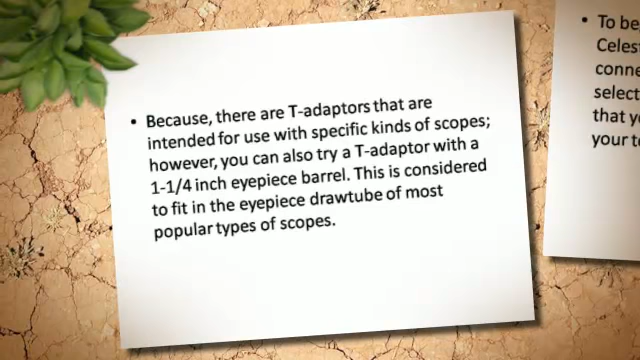 • Because, there are T-adaptors that are
intended for use with specific kinds of scopes;
however, you can also try a T-adaptor with a
1-1/4 inch eyepiece barrel. This is considered
to fit in the eyepiece drawtube of most
popular types of scopes.
• To be
conne
select
that
your